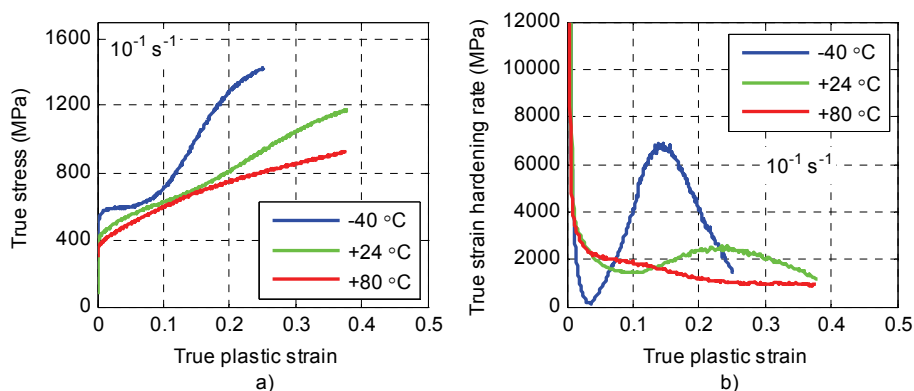 1600
1200
800
400
0
True stress (MPa)
10⁻¹ s⁻¹
-40 °C
+24 °C
+80 °C
0 0.1 0.2 0.3 0.4 0.5
True plastic strain
a)
12000
10000
8000
6000
4000
2000
0
True strain hardening rate (MPa)
-40 °C
+24 °C
+80 °C
10⁻¹ s⁻¹
0 0.1 0.2 0.3 0.4 0.5
True plastic strain
b)